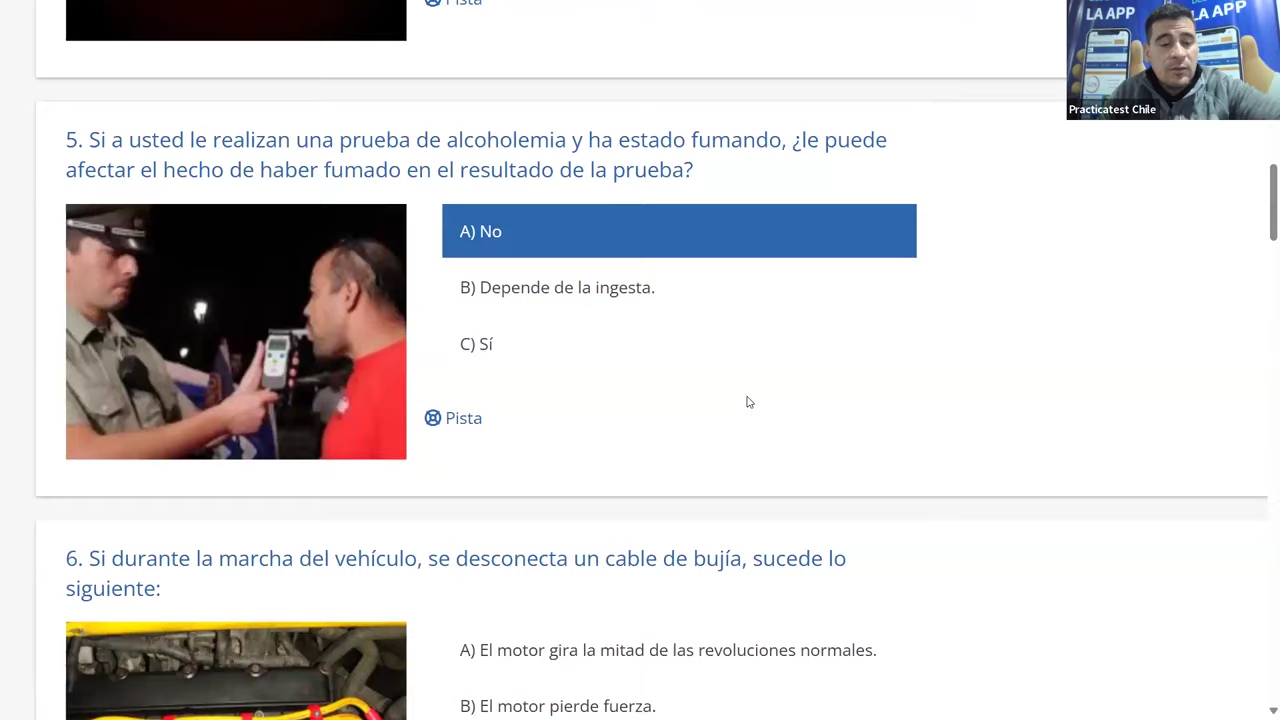 Pista
LA APP
LA APP
Practicatest Chile
5. Si a usted le realizan una prueba de alcoholemia y ha estado fumando, ¿le puede
afectar el hecho de haber fumado en el resultado de la prueba?
A) No
B) Depende de la ingesta.
C) Sí
Pista
6. Si durante la marcha del vehículo, se desconecta un cable de bujía, sucede lo
siguiente:
A) El motor gira la mitad de las revoluciones normales.
B) El motor pierde fuerza.